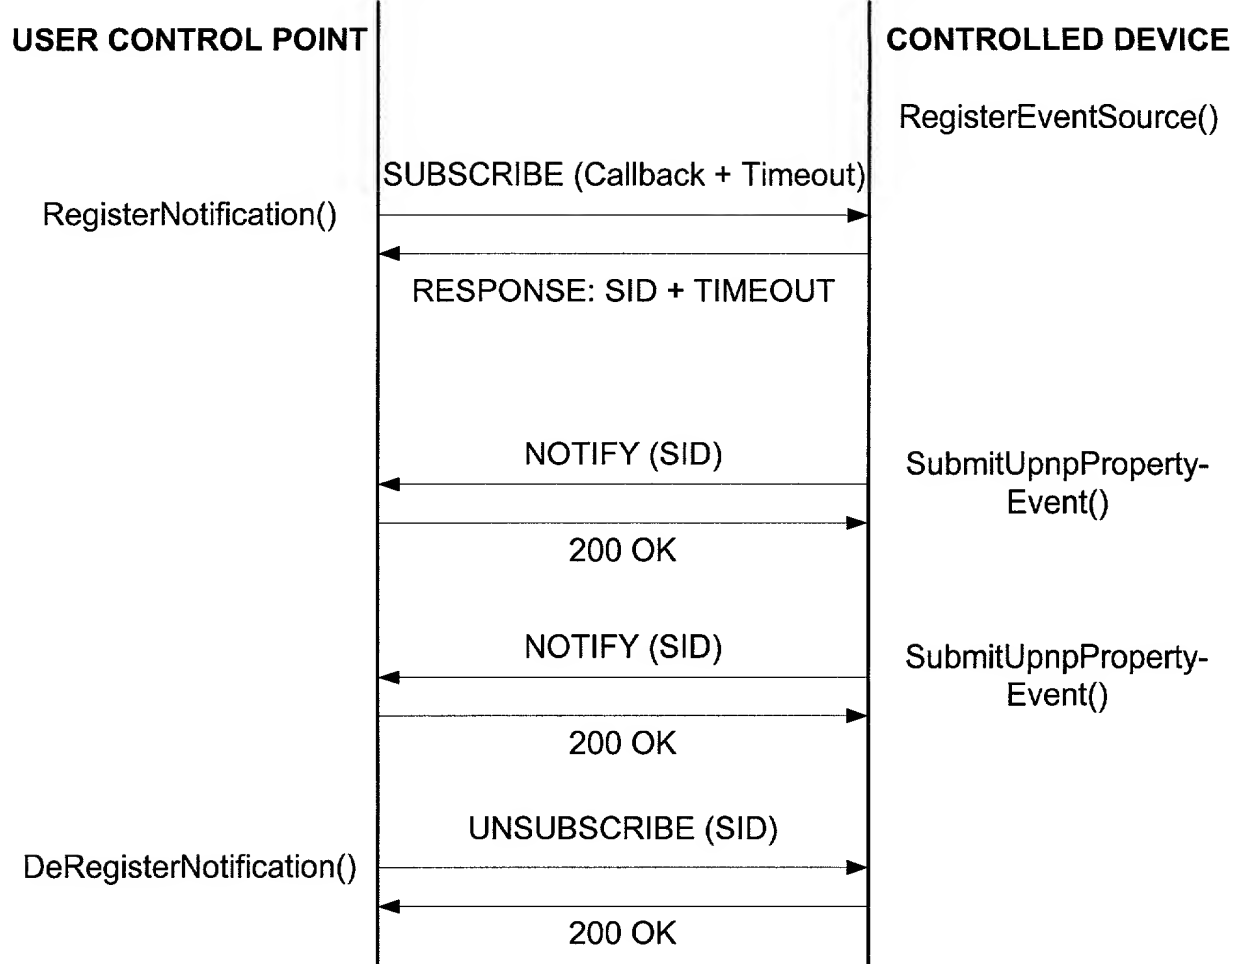 USER CONTROL POINT
CONTROLLED DEVICE
RegisterEventSource()
SUBSCRIBE (Callback + Timeout)
RegisterNotification()
RESPONSE: SID + TIMEOUT
NOTIFY (SID)
SubmitUpnpProperty-
Event()
200 OK
NOTIFY (SID)
SubmitUpnpProperty-
Event()
200 OK
UNSUBSCRIBE (SID)
DeRegisterNotification()
200 OK